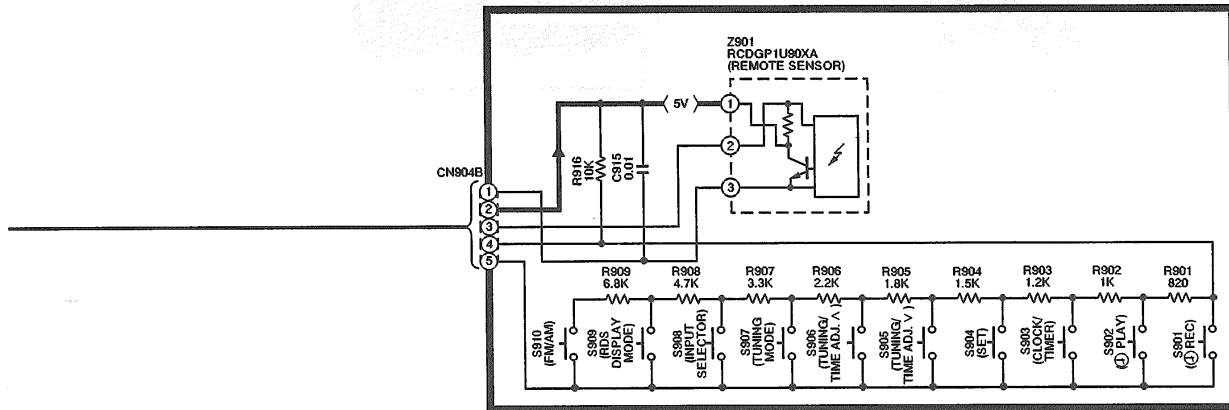 Z901
RCDGP1U90XA
(REMOTE SENSOR)
5V
1
2
3
R916
10K
C915
0.01
CN904B
1
2
3
4
5
R909
6.8K
R908
4.7K
R907
3.3K
R906
2.2K
R905
1.8K
R904
1.5K
R903
1.2K
R902
1K
R901
820
S910
(FM/AM)
S909
(RDS
DISPLAY
MODE)
S908
(INPUT
SELECTOR)
S907
(TUNING
MODE)
S906
(TUNING/
TIME ADJ. ∧ )
S905
(TUNING/
TIME ADJ. ∨ )
S904
(SET)
S903
(CLOCK/
TIMER)
S902
( PLAY)
S901
( REC)